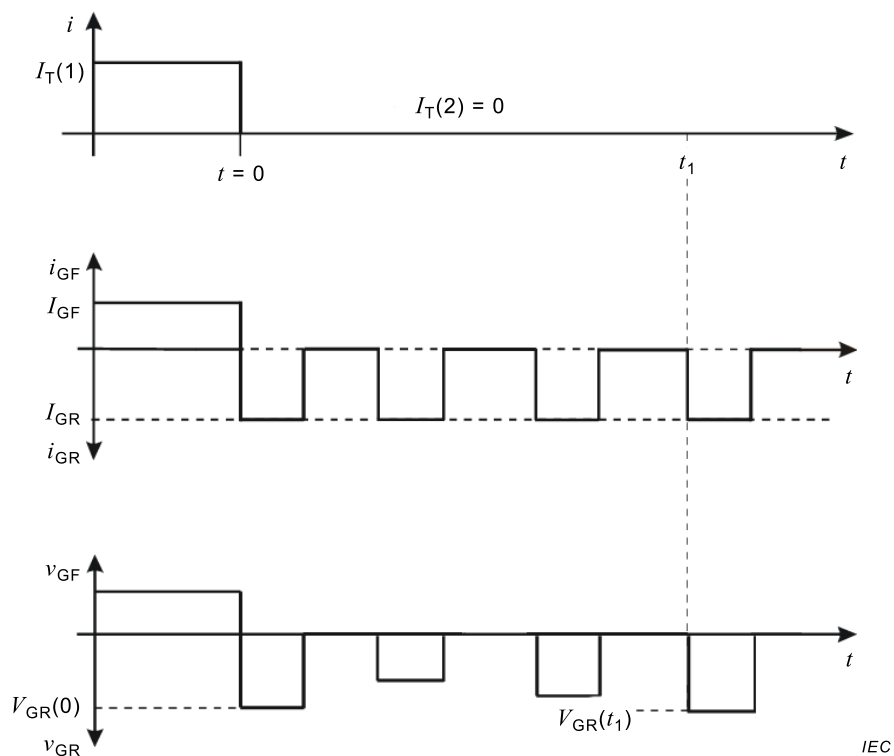 i
I_T(1)
I_T(2) = 0
t = 0
t_1
t
i_GF
I_GF
t
I_GR
i_GR
v_GF
t
V_GR(0)
V_GR(t_1)
v_GR
IEC